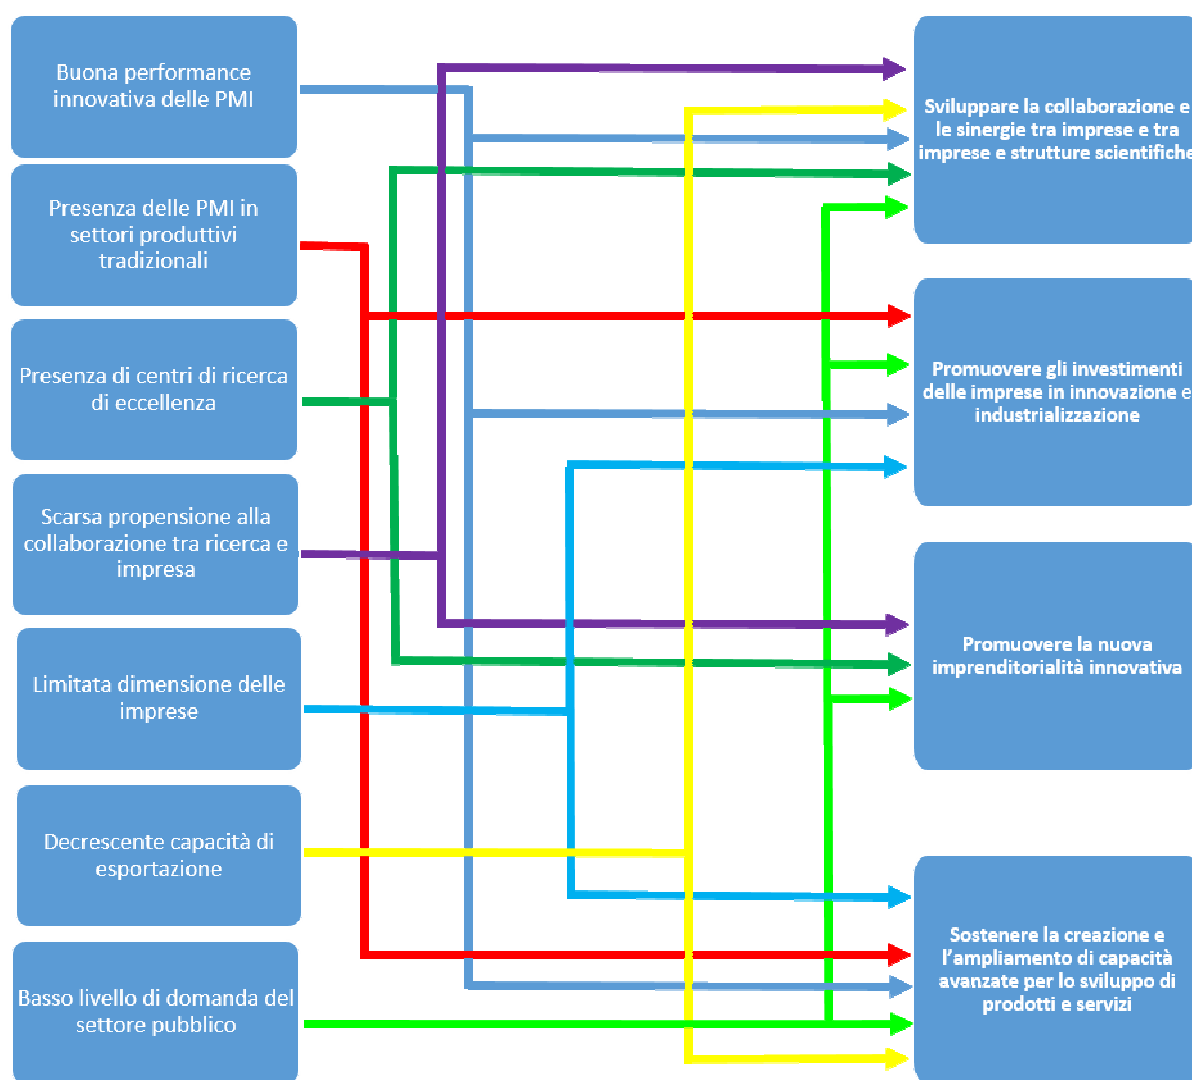 Buona performance
innovativa delle PMI
Presenza delle PMI in
settori produttivi
tradizionali
Presenza di centri di ricerca
di eccellenza
Scarsa propensione alla
collaborazione tra ricerca e
impresa
Limitata dimensione delle
imprese
Decrescente capacità di
esportazione
Basso livello di domanda del
settore pubblico
Sviluppare la collaborazione e
le sinergie tra imprese e tra
imprese e strutture scientifiche
Promuovere gli investimenti
delle imprese in innovazione e
industrializzazione
Promuovere la nuova
imprenditorialità innovativa
Sostenere la creazione e
l'ampliamento di capacità
avanzate per lo sviluppo di
prodotti e servizi